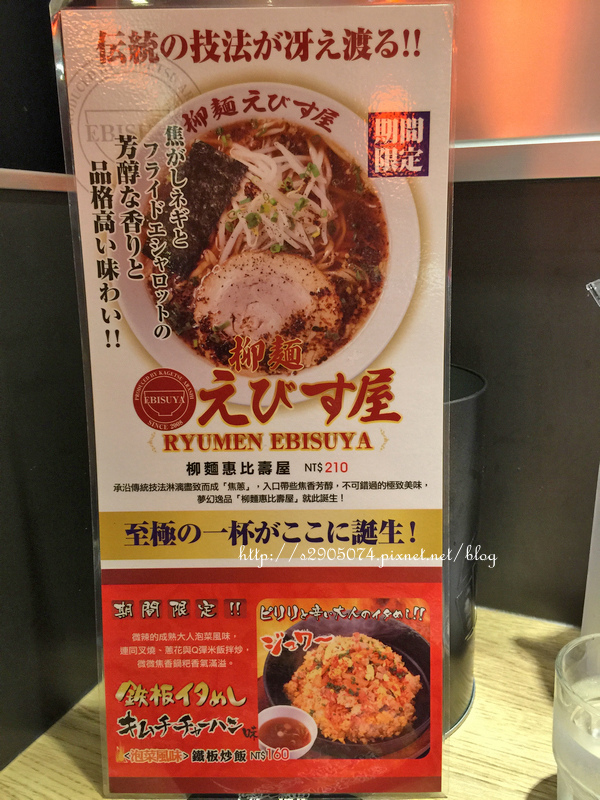 伝統の技法が冴え渡る!!
柳麺 えびす屋
期間
限定
EBISUYA
焦がしネギと
フライドエシャロットの
芳醇な香りと
品格高い味わい!!
柳麺
えびす屋
PRODUCED BY KAGETSU ARASHI
EBISUYA
SINCE 2008
RYUMEN EBISUYA
柳麵惠比壽屋 NT$210
承沿傳統技法淋漓盡致而成「焦蔥」，入口帶些焦香芳醇，不可錯過的極致美味，
夢幻逸品「柳麵惠比壽屋」就此誕生！
至極の一杯がここに誕生！
http://s2905074.pixnet.net/blog
期間限定!!
微辣的成熟大人泡菜風味，
連同叉燒、蔥花與Q彈米飯拌炒，
微微焦香鍋粑香氣滿溢。
ピリリと辛い大人のイタめし!!
ジュワー
鉄板イタめし
キムチチャーハン味
<泡菜風味> 鐵板炒飯 NT$160